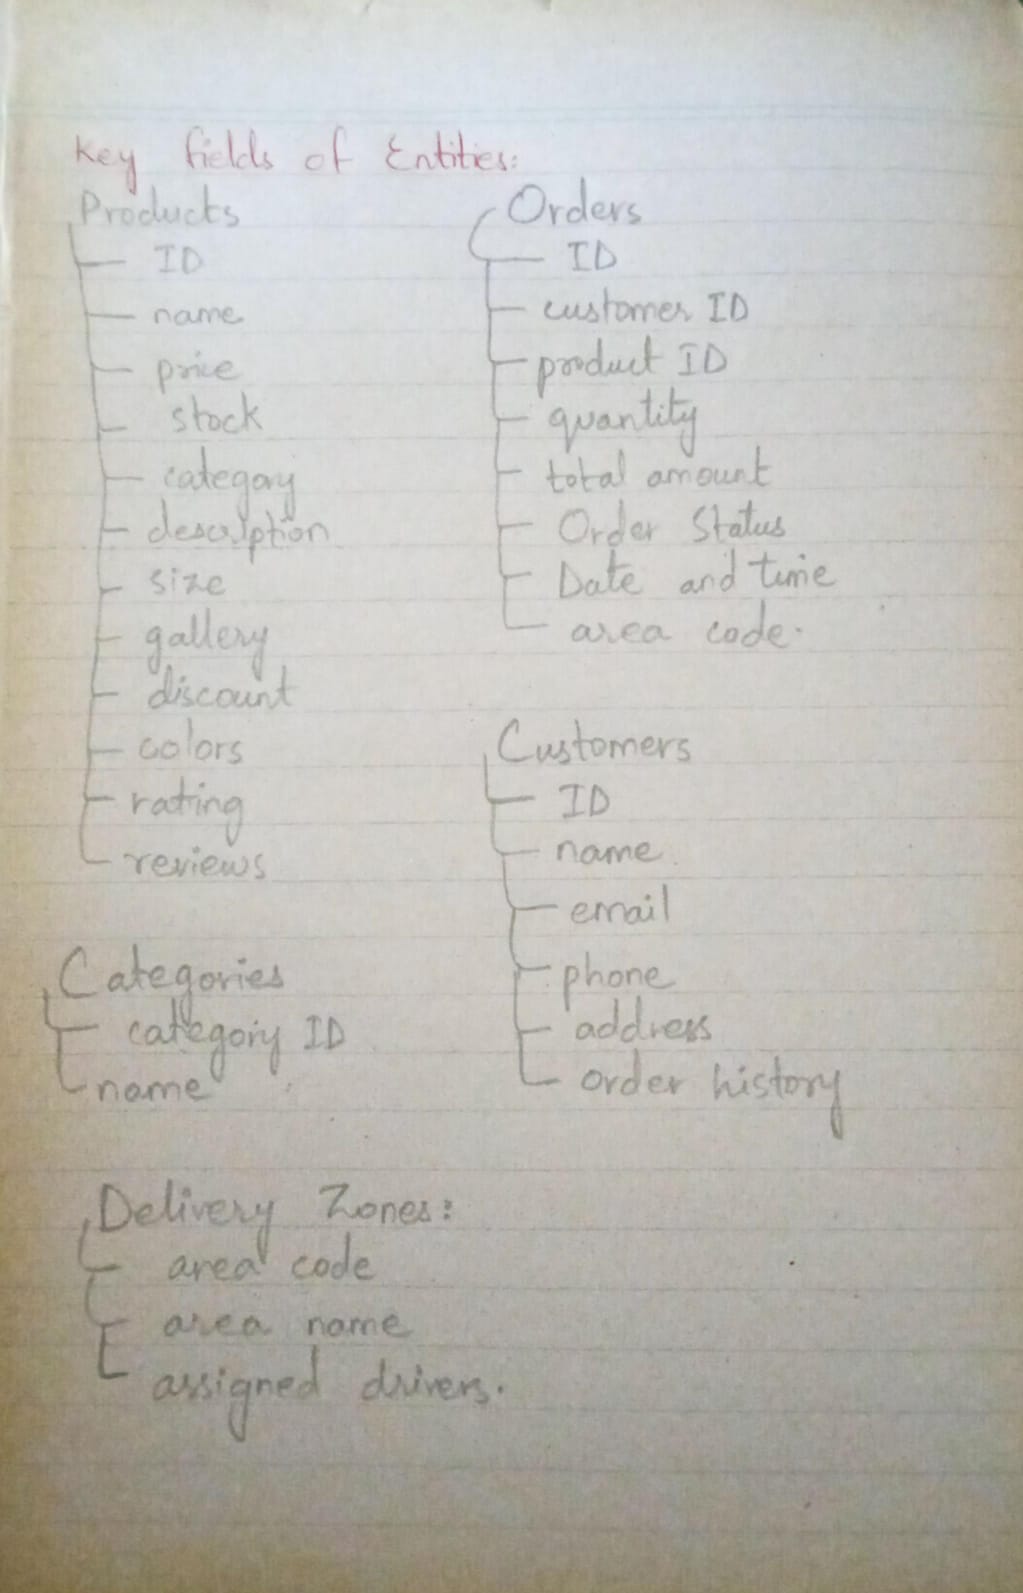 Key fields of Entities:
Products
ID
name
price
stock
category
description
size
gallery
discount
colors
rating
reviews
Categories
category ID
name
Orders
ID
customer ID
product ID
quantity
total amount
Order Status
Date and time
area code.
Customers
ID
name
email
phone
address
order history
Delivery Zones:
area code
area name
assigned drivers.